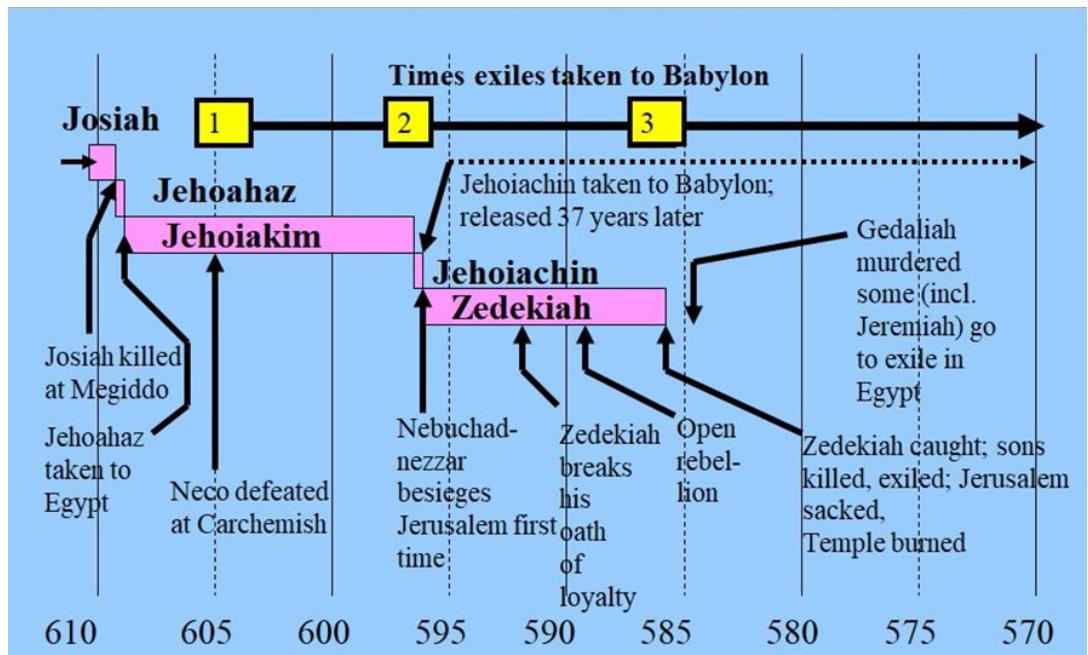 Times exiles taken to Babylon
1
2
3
Josiah
Jehoahaz
Jehoiachin taken to Babylon;
released 37 years later
Jehoiakim
Gedaliah
murdered
some (incl.
Jeremiah) go
to exile in
Egypt
Jehoiachin
Zedekiah
Josiah killed
at Megiddo
Jehoahaz
taken to
Egypt
Neco defeated
at Carchemish
Nebuchad-
nezzar
besieges
Jerusalem first
time
Zedekiah
breaks
his
oath
of
loyalty
Open
rebel-
lion
Zedekiah caught; sons
killed, exiled; Jerusalem
sacked,
Temple burned
610 605 600 595 590 585 580 575 570